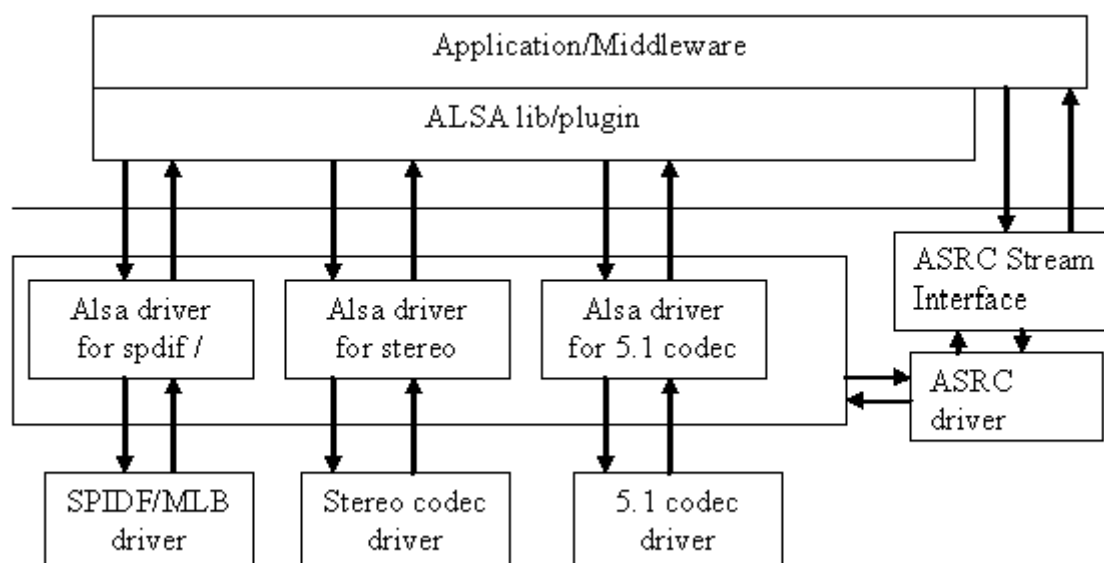 Application/Middleware
ALSA lib/plugin
ASRC Stream
Interface
Alsa driver
for spdif /
Alsa driver
for stereo
Alsa driver
for 5.1 codec
ASRC
driver
SPIDF/MLB
driver
Stereo codec
driver
5.1 codec
driver